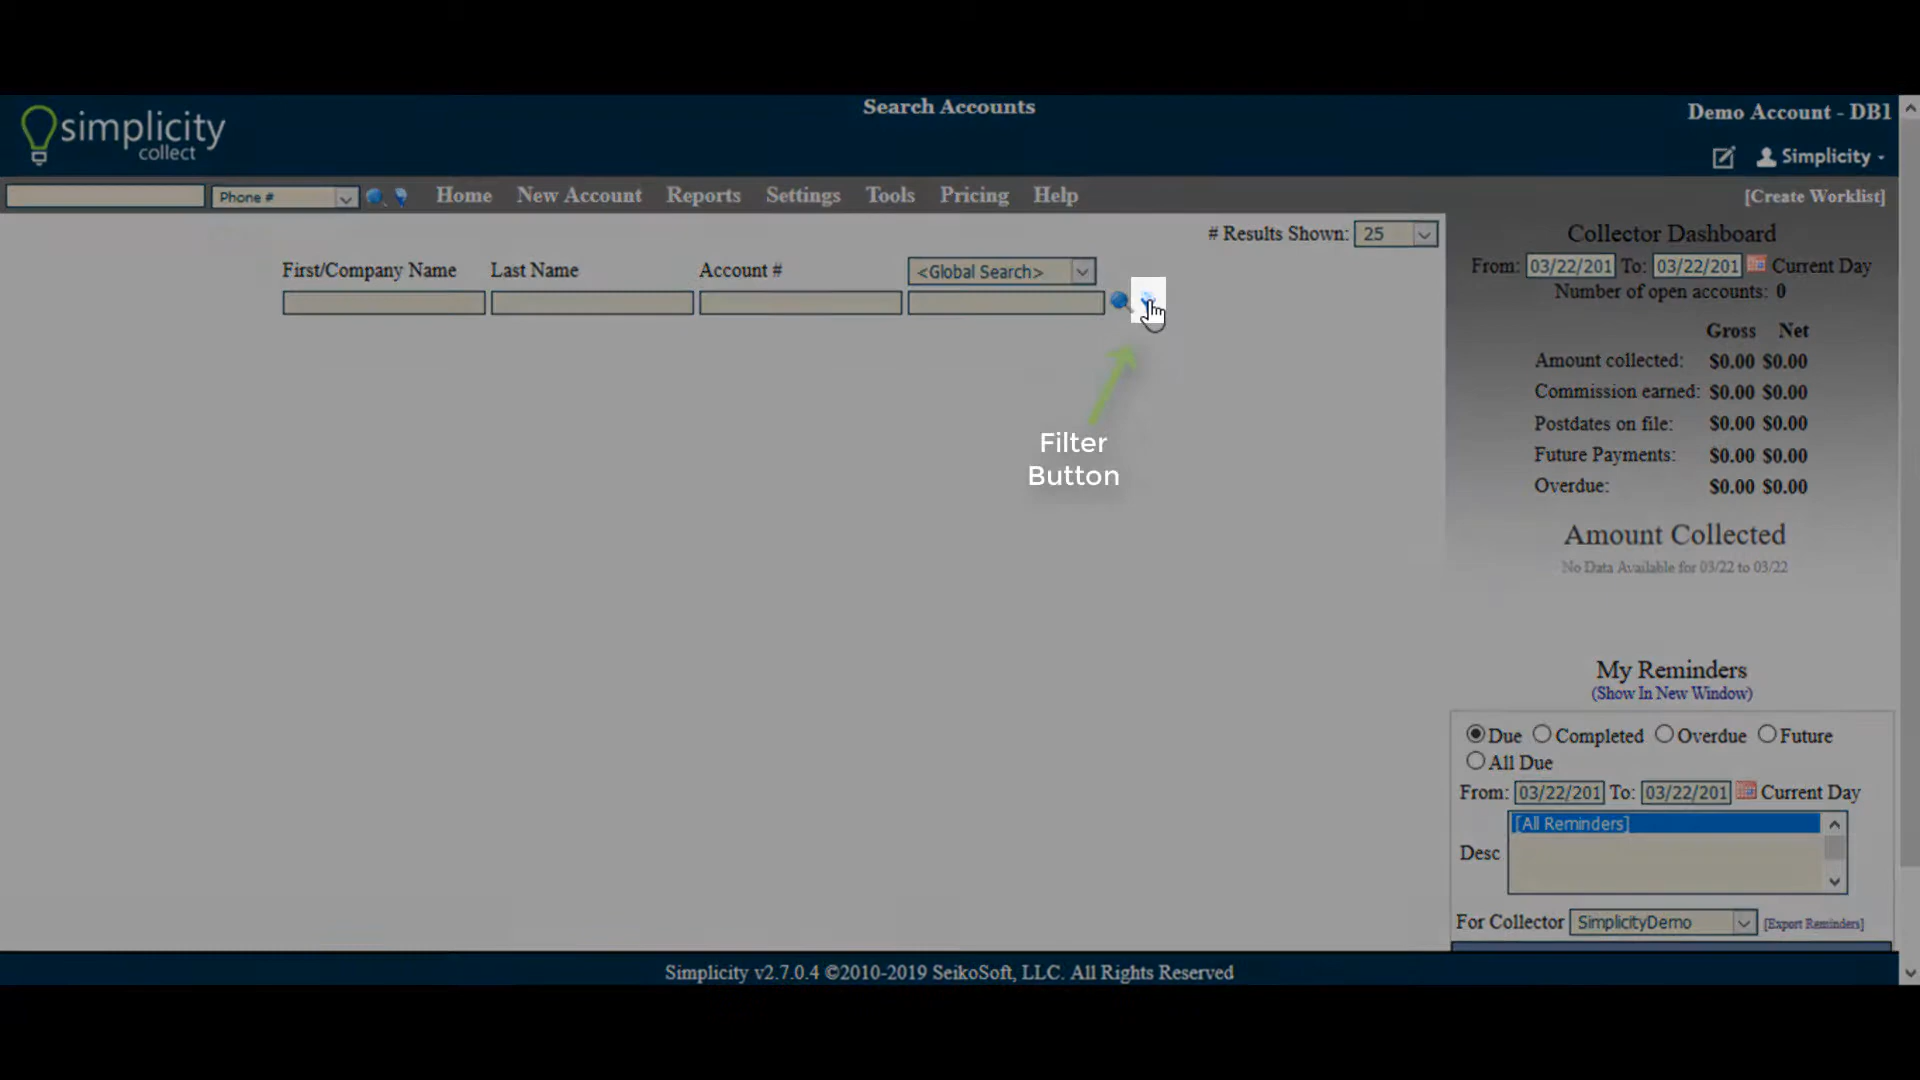 Search Accounts
Demo Account - DB1
simplicity
collect
Simplicity
Phone #
Home New Account Reports Settings Tools Pricing Help
[Create Worklist]
# Results Shown: 25
First/Company Name Last Name Account # <Global Search>
Filter
Button
Collector Dashboard
From: 03/22/201 To: 03/22/201 Current Day
Number of open accounts: 0
Gross Net
Amount collected: $0.00 $0.00
Commission earned: $0.00 $0.00
Postdates on file: $0.00 $0.00
Future Payments: $0.00 $0.00
Overdue: $0.00 $0.00
Amount Collected
No Data Available for 03/22 to 03/22
My Reminders
(Show In New Window)
Due Completed Overdue Future
All Due
From: 03/22/201 To: 03/22/201 Current Day
[All Reminders]
Desc
For Collector SimplicityDemo [Export Reminders]
Simplicity v2.7.0.4 ©2010-2019 SeikoSoft, LLC. All Rights Reserved